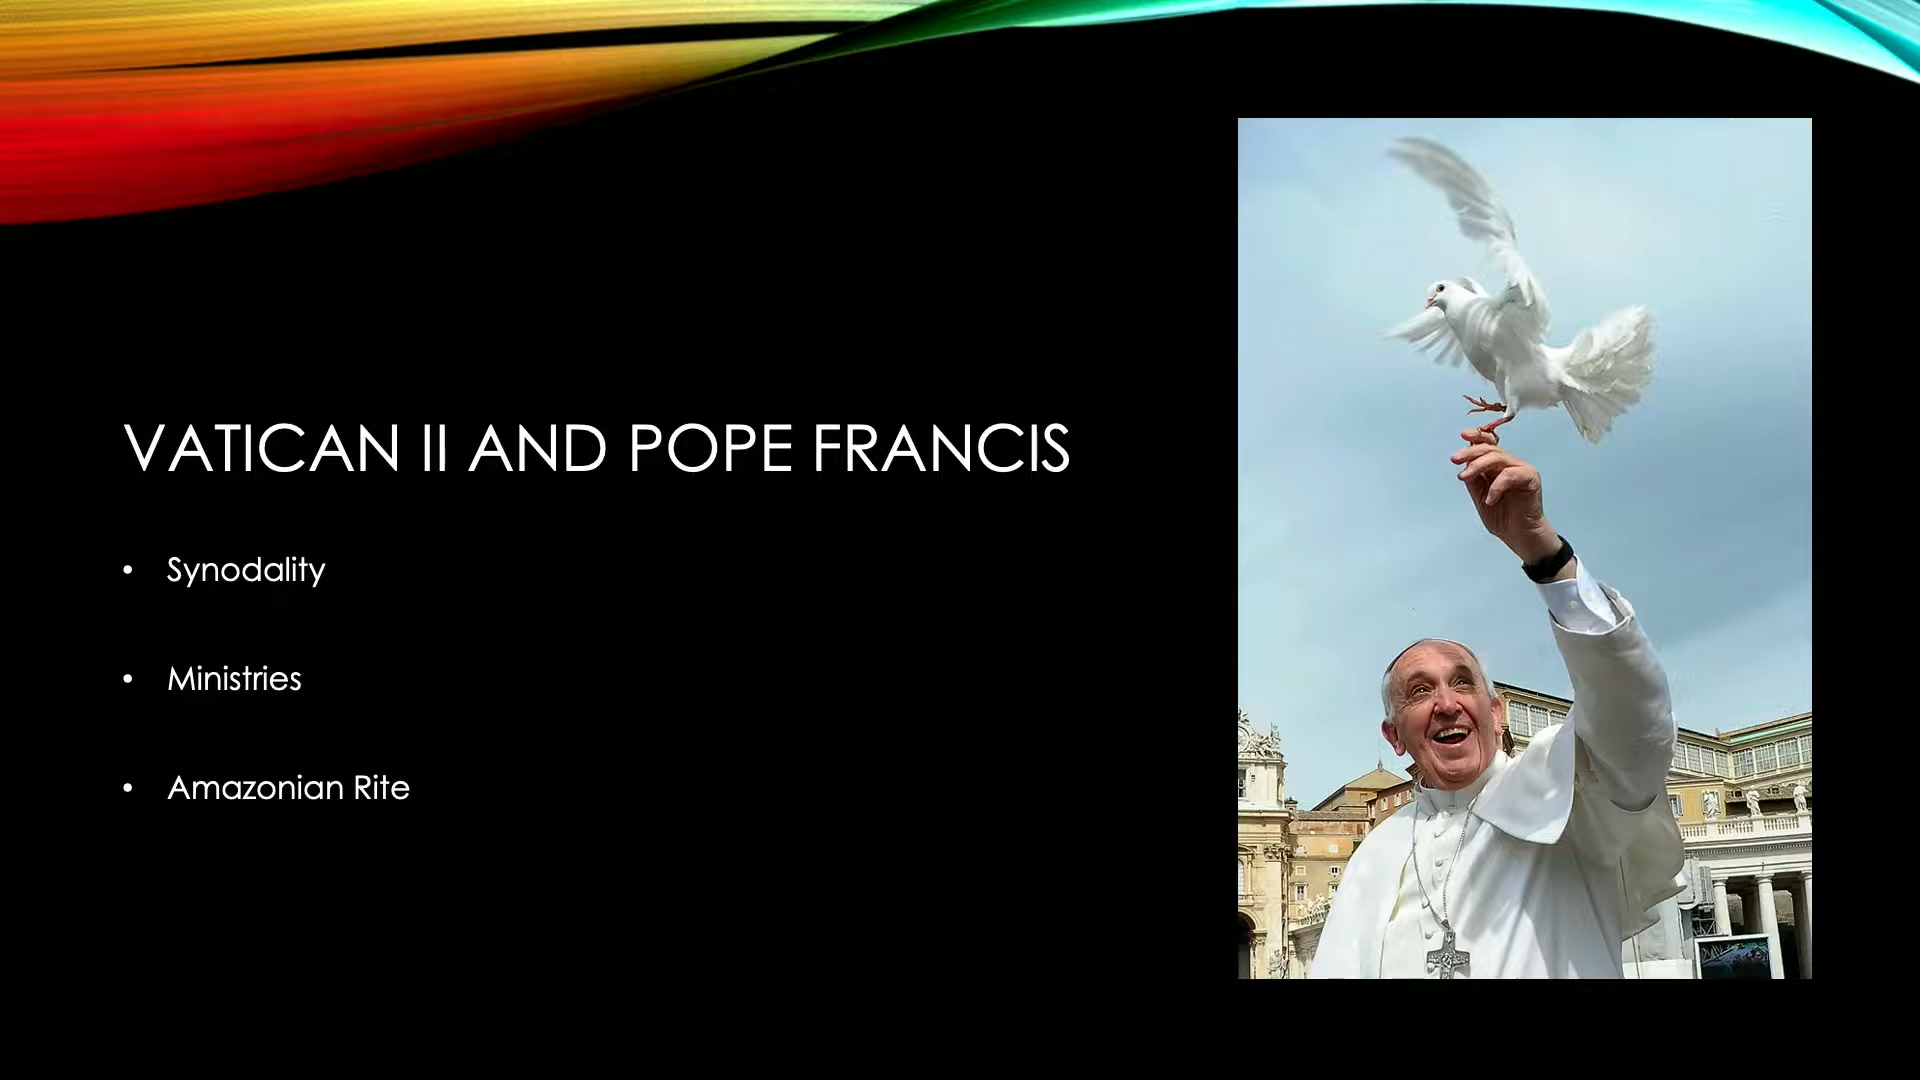 VATICAN II AND POPE FRANCIS
• Synodality
• Ministries
• Amazonian Rite